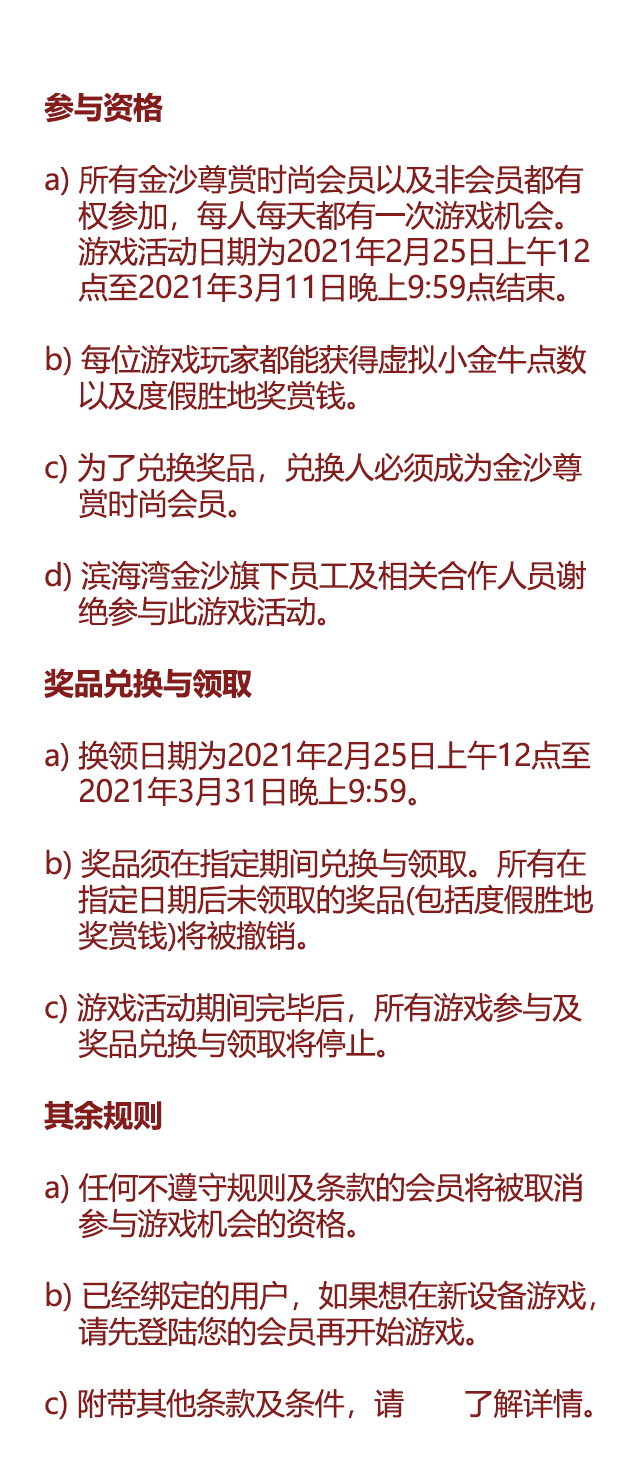 参与资格
a) 所有金沙尊赏时尚会员以及非会员都有
权参加，每人每天都有一次游戏机会。
游戏活动日期为2021年2月25日上午12
点至2021年3月11日晚上9:59点结束。
b) 每位游戏玩家都能获得虚拟小金牛点数
以及度假胜地奖赏钱。
c) 为了兑换奖品，兑换人必须成为金沙尊
赏时尚会员。
d) 滨海湾金沙旗下员工及相关合作人员谢
绝参与此游戏活动。
奖品兑换与领取
a) 换领日期为2021年2月25日上午12点至
2021年3月31日晚上9:59。
b) 奖品须在指定期间兑换与领取。所有在
指定日期后未领取的奖品(包括度假胜地
奖赏钱)将被撤销。
c) 游戏活动期间完毕后，所有游戏参与及
奖品兑换与领取将停止。
其余规则
a) 任何不遵守规则及条款的会员将被取消
参与游戏机会的资格。
b) 已经绑定的用户，如果想在新设备游戏，
请先登陆您的会员再开始游戏。
c) 附带其他条款及条件，请 了解详情。